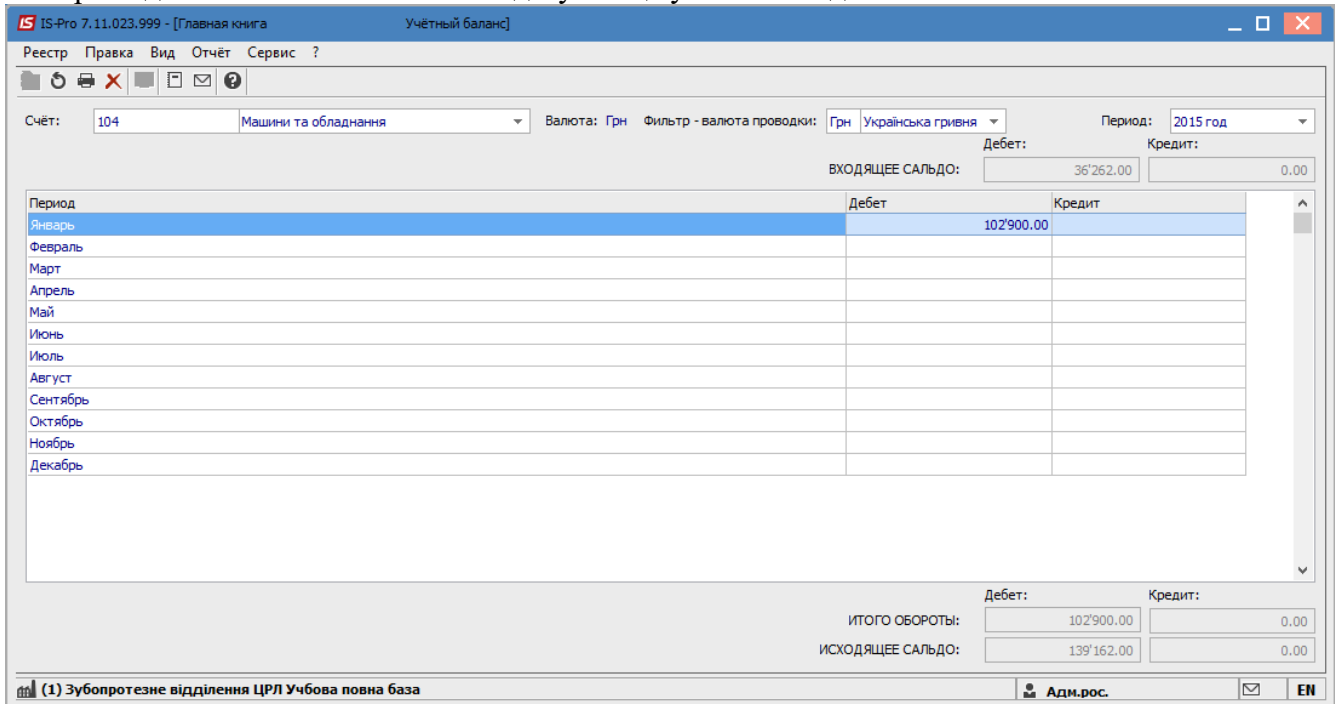 IS-Pro 7.11.023.999 - [Главная книга Учётный баланс]
Реестр Правка Вид Отчёт Сервис ?
Счёт: 104 Машини та обладнання Валюта: Грн Фильтр - валюта проводки: Грн Українська гривня Период: 2015 год
Дебет: Кредит:
ВХОДЯЩЕЕ САЛЬДО: 36'262.00 0.00
Период Дебет Кредит
Январь 102'900.00
Февраль
Март
Апрель
Май
Июнь
Июль
Август
Сентябрь
Октябрь
Ноябрь
Декабрь
Дебет: Кредит:
ИТОГО ОБОРОТЫ: 102'900.00 0.00
ИСХОДЯЩЕЕ САЛЬДО: 139'162.00 0.00
(1) Зубопротезне відділення ЦРЛ Учбова повна база Адм.рос. EN